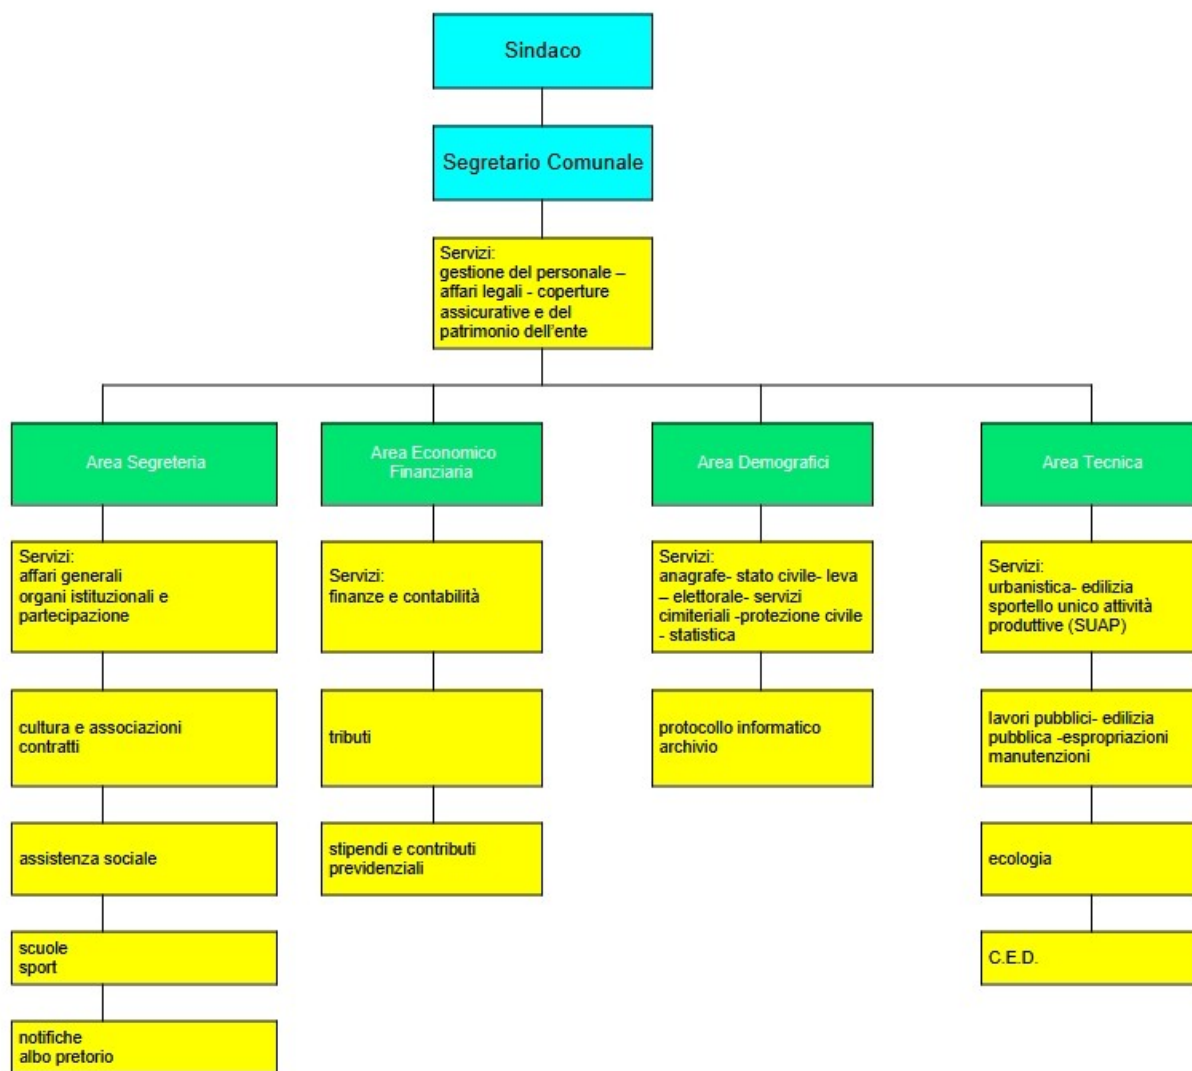 Sindaco
Segretario Comunale
Servizi:
gestione del personale –
affari legali - coperture
assicurative e del
patrimonio dell'ente
Area Segreteria
Area Economico
Finanziaria
Area Demografici
Area Tecnica
Servizi:
affari generali
organi istituzionali e
partecipazione
Servizi:
finanze e contabilità
Servizi:
anagrafe- stato civile- leva
– elettorale- servizi
cimiteriali -protezione civile
- statistica
Servizi:
urbanistica- edilizia
sportello unico attività
produttive (SUAP)
cultura e associazioni
contratti
tributi
protocollo informatico
archivio
lavori pubblici- edilizia
pubblica -espropriazioni
manutenzioni
assistenza sociale
stipendi e contributi
previdenziali
ecologia
scuole
sport
C.E.D.
notifiche
albo pretorio